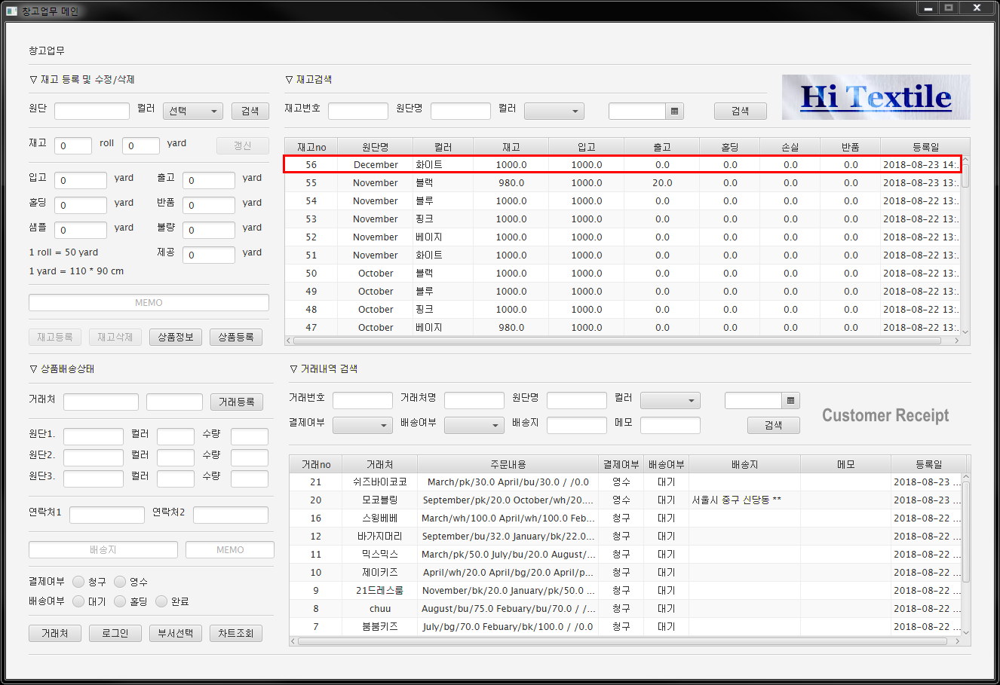 창고업무 메인
창고업무
▽ 재고 등록 및 수정/삭제
원단 컬러 선택 검색
재고 0 roll 0 yard 갱신
입고 0 yard 출고 0 yard
홀딩 0 yard 반품 0 yard
샘플 0 yard 불량 0 yard
1 roll = 50 yard 제공 0 yard
1 yard = 110 * 90 cm
MEMO
재고등록 재고삭제 상품정보 상품등록
▽ 재고검색
재고번호 원단명 컬러 검색
Hi Textile
재고no 원단명 컬러 재고 입고 출고 홀딩 손실 반품 등록일
56 December 화이트 1000.0 1000.0 0.0 0.0 0.0 0.0 2018-08-23 14:.
55 November 블랙 980.0 1000.0 20.0 0.0 0.0 0.0 2018-08-23 13:.
54 November 블루 1000.0 1000.0 0.0 0.0 0.0 0.0 2018-08-22 13:.
53 November 핑크 1000.0 1000.0 0.0 0.0 0.0 0.0 2018-08-22 13:.
52 November 베이지 1000.0 1000.0 0.0 0.0 0.0 0.0 2018-08-22 13:.
51 November 화이트 1000.0 1000.0 0.0 0.0 0.0 0.0 2018-08-22 13:.
50 October 블랙 1000.0 1000.0 0.0 0.0 0.0 0.0 2018-08-22 13:.
49 October 블루 1000.0 1000.0 0.0 0.0 0.0 0.0 2018-08-22 13:.
48 October 핑크 1000.0 1000.0 0.0 0.0 0.0 0.0 2018-08-22 13:.
47 October 베이지 980.0 1000.0 0.0 0.0 0.0 0.0 2018-08-22 13:.
▽ 상품배송상태
거래처 거래등록
원단1. 컬러 수량
원단2. 컬러 수량
원단3. 컬러 수량
연락처1 연락처2
배송지 MEMO
결제여부 청구 영수
배송여부 대기 홀딩 완료
거래처 로그인 부서선택 차트조회
▽ 거래내역 검색
거래번호 거래처명 원단명 컬러
결제여부 배송여부 배송지 메모 검색
Customer Receipt
거래no 거래처 주문내용 결제여부 배송여부 배송지 메모 등록일
21 쉬즈바이코코 March/pk/30.0 April/bu/30.0 / /0.0 영수 대기 2018-08-23 ...
20 모코블링 September/pk/20.0 October/wh/20.... 영수 대기 서울시 중구 신당동 ** 2018-08-23 ...
16 스윙베베 March/wh/100.0 April/wh/100.0 Feb... 청구 대기 2018-08-22 ...
12 바가지머리 September/bu/32.0 January/bk/22.0... 청구 대기 2018-08-22 ...
11 믹스믹스 March/pk/50.0 July/bu/20.0 August/... 청구 대기 2018-08-22 ...
10 제이키즈 April/wh/20.0 April/bg/20.0 April/p... 청구 대기 2018-08-22 ...
9 21드레스룸 November/bk/20.0 January/pk/50.0 ... 청구 대기 2018-08-22 ...
8 chuu August/bu/75.0 Febuary/bu/70.0 / /... 청구 대기 2018-08-22 ...
7 붐붐키즈 July/bg/70.0 Febuary/bk/100.0 / /0.0 청구 대기 2018-08-22 ...